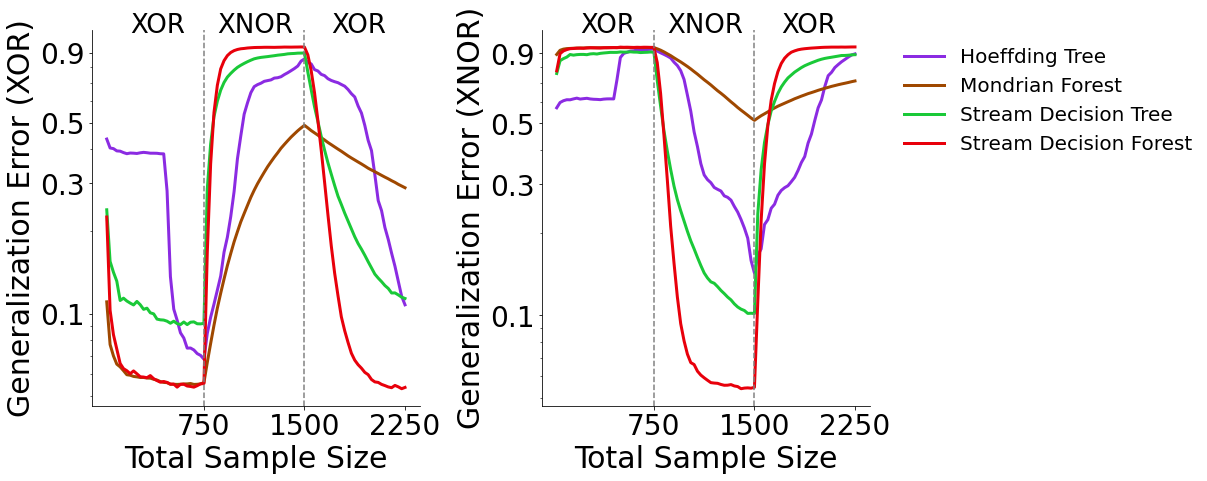 XOR XNOR XOR
Generalization Error (XOR)
0.9
0.5
0.3
0.1
750 1500 2250
Total Sample Size
XOR XNOR XOR
Generalization Error (XNOR)
0.9
0.5
0.3
0.1
750 1500 2250
Total Sample Size
Hoeffding Tree
Mondrian Forest
Stream Decision Tree
Stream Decision Forest